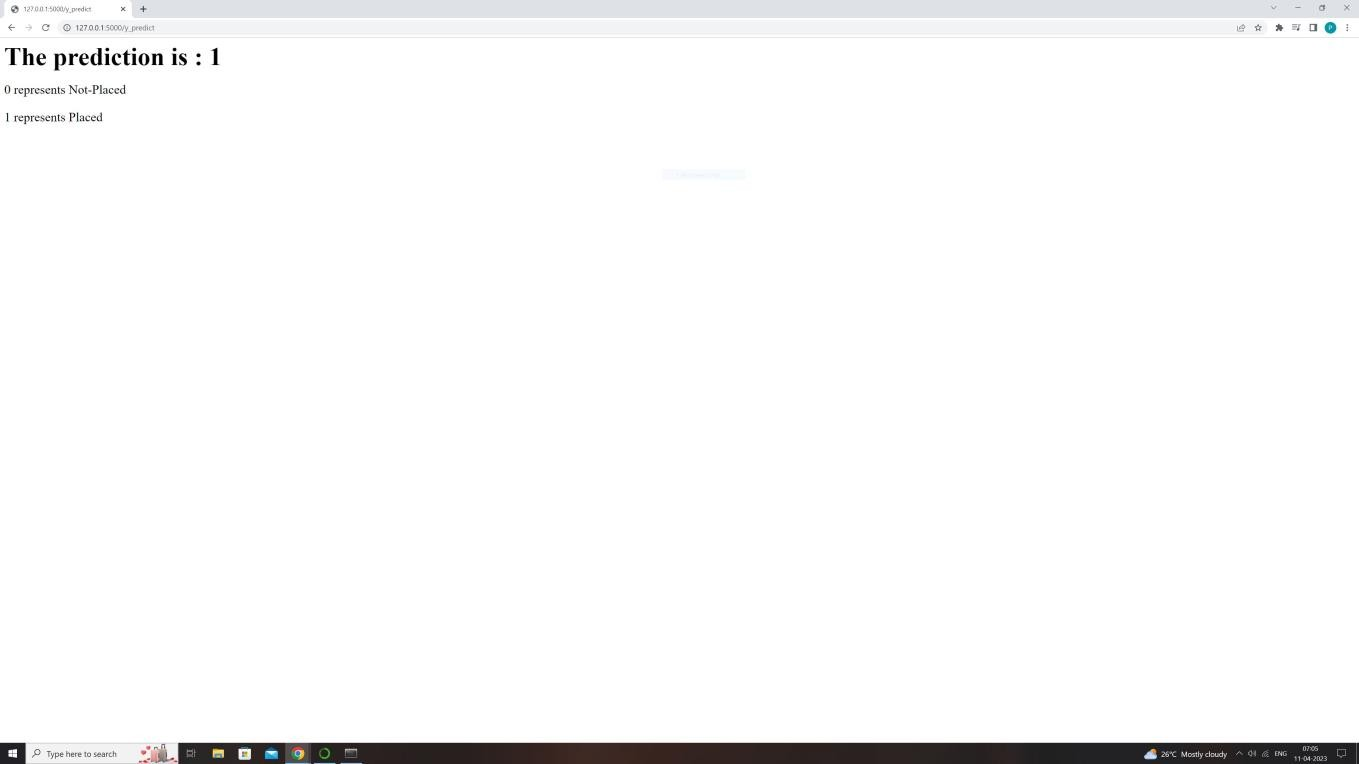 127.0.0.1:5000/y_predict
127.0.0.1:5000/y_predict
P
The prediction is : 1
0 represents Not-Placed
1 represents Placed
Type here to search
26°C Mostly cloudy
ENG
07:05
11-04-2023